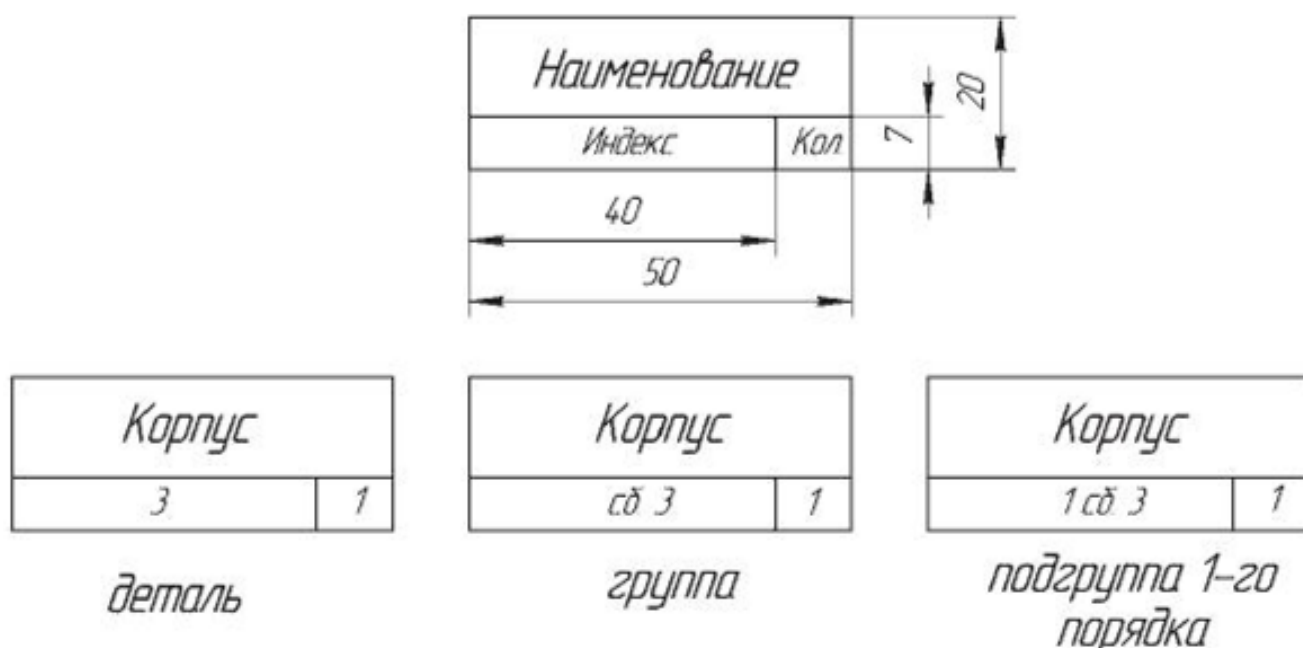 Наименование
Индекс Кол.
20
7
40
50
Корпус Корпус Корпус
3 1 сб. 3 1 1 сб. 3 1
деталь группа подгруппа 1-го
порядка